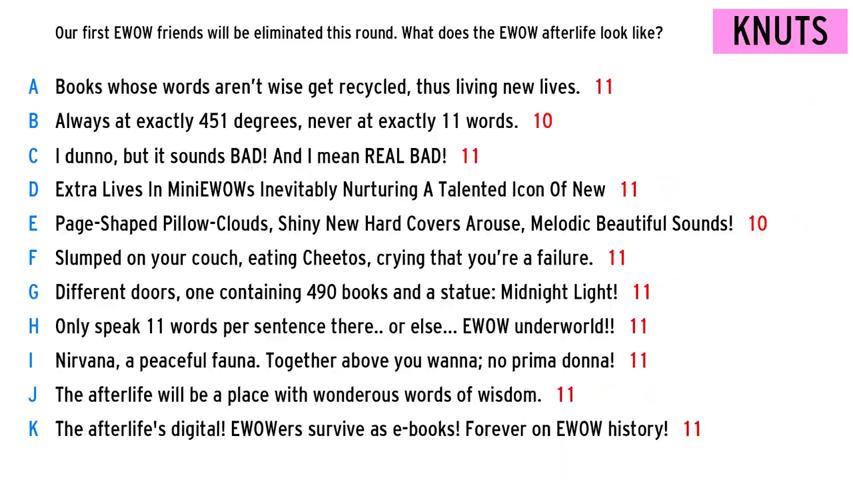 Our first EWOW friends will be eliminated this round. What does the EWOW afterlife look like?
KNUTS
A Books whose words aren't wise get recycled, thus living new lives. 11
B Always at exactly 451 degrees, never at exactly 11 words. 10
C I dunno, but it sounds BAD! And I mean REAL BAD! 11
D Extra Lives In MiniEWOWs Inevitably Nurturing A Talented Icon Of New 11
E Page-Shaped Pillow-Clouds, Shiny New Hard Covers Arouse, Melodic Beautiful Sounds! 10
F Slumped on your couch, eating Cheetos, crying that you're a failure. 11
G Different doors, one containing 490 books and a statue: Midnight Light! 11
H Only speak 11 words per sentence there.. or else... EWOW underworld!! 11
I Nirvana, a peaceful fauna. Together above you wanna; no prima donna! 11
J The afterlife will be a place with wonderous words of wisdom. 11
K The afterlife's digital! EWOWers survive as e-books! Forever on EWOW history! 11